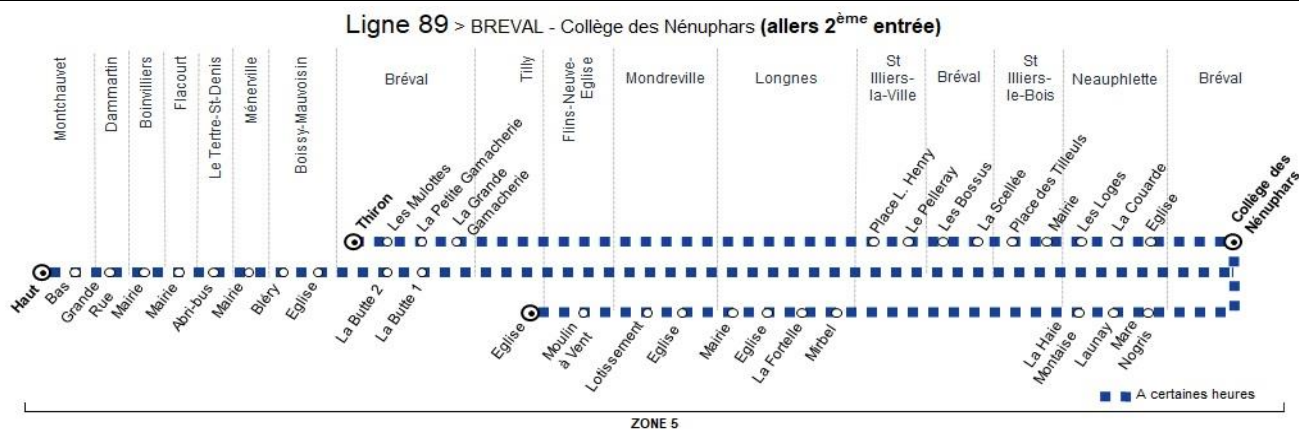 Ligne 89 > BREVAL - Collège des Nénuphars (allers 2ème entrée)
Montchauvet
Dammartin
Boinvilliers
Flacourt
Le Tertre-St-Denis
Ménerville
Boissy-Mauvoisin
Bréval
Tilly
Flins-Neuve-
Eglise
Mondreville
Longnes
St
Illiers-
la-Ville
Bréval
St
Illiers-
le-Bois
Neauphlette
Bréval
Thiron
Les Mulottes
La Petite Gamacherie
La Grande
Gamacherie
Place L. Henry
Le Pelleray
Les Bossus
La Scellée
Place des Tilleuls
Mairie
Les Loges
La Couarde
Eglise
Collège des
Nénuphars
Haut
Bas
Grande
Rue
Mairie
Mairie
Abri-bus
Mairie
Bléry
Eglise
La Butte 2
La Butte 1
Eglise
Moulin
à Vent
Lotissement
Eglise
Mairie
Eglise
La Fortelle
Mirbel
La Haie
Montaise
Launay
Mare
Nogris
A certaines heures
ZONE 5